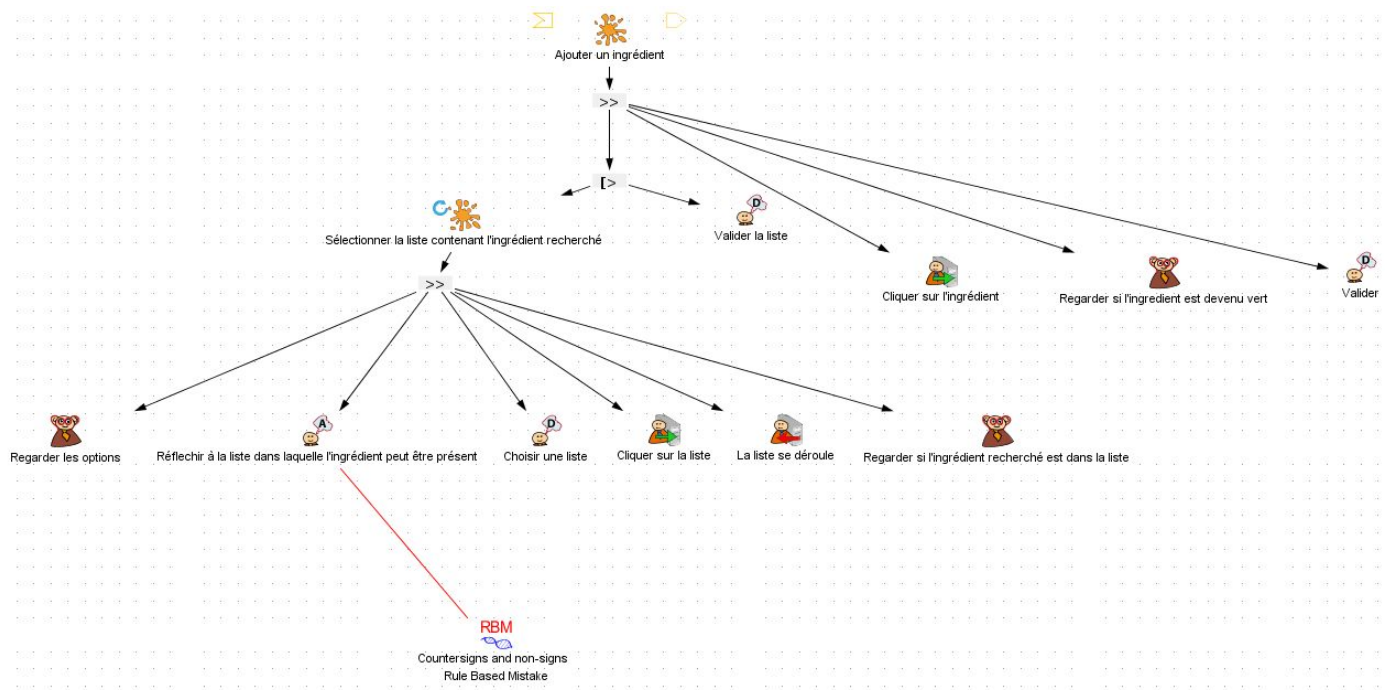 Ajouter un ingrédient
>>
[>
Sélectionner la liste contenant l'ingrédient recherché
D
Valider la liste
>>
Cliquer sur l'ingrédient
Regarder si l'ingredient est devenu vert
D
Valider
Regarder les options
A
Réflechir à la liste dans laquelle l'ingrédient peut être présent
D
Choisir une liste
Cliquer sur la liste
La liste se déroule
Regarder si l'ingrédient recherché est dans la liste
RBM
Countersigns and non-signs
Rule Based Mistake